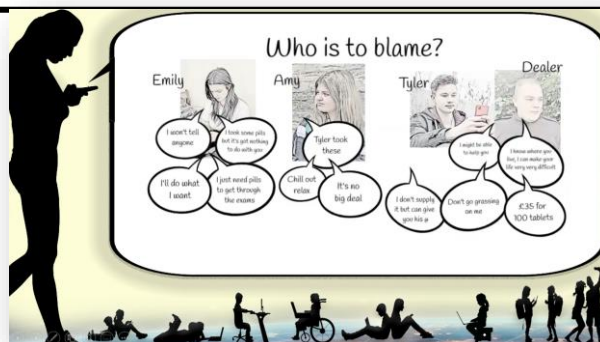 Who is to blame?
Emily
Amy
Tyler
Dealer
I won't tell
anyone
I took some pills
but it's got nothing
to do with you
I'll do what
I want
I just need pills
to get through
the exams
Tyler took
these
Chill out
relax
It's no
big deal
I might be able
to help you
I know where you
live, I can make your
life very very difficult
I don't supply
it but can give
you his #
Don't go grassing
on me
£35 for
100 tablets